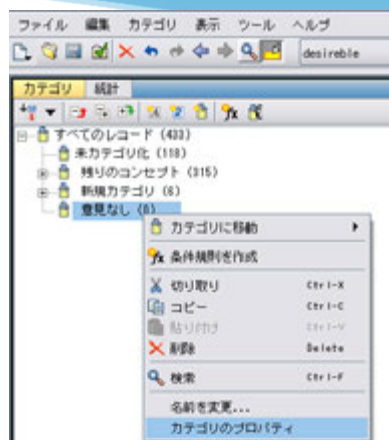 ファイル 編集 カテゴリ 表示 ツール ヘルプ
desireble
カテゴリ 統計
すべてのレコード (433)
未カテゴリ化 (118)
残りのコンセプト (315)
新規カテゴリ (6)
意見なし (0)
カテゴリに移動
条件規則を作成
切り取り Ctrl-X
コピー Ctrl-C
貼り付け Ctrl-V
削除 Delete
検索 Ctrl-F
名前を変更...
カテゴリのプロパティ